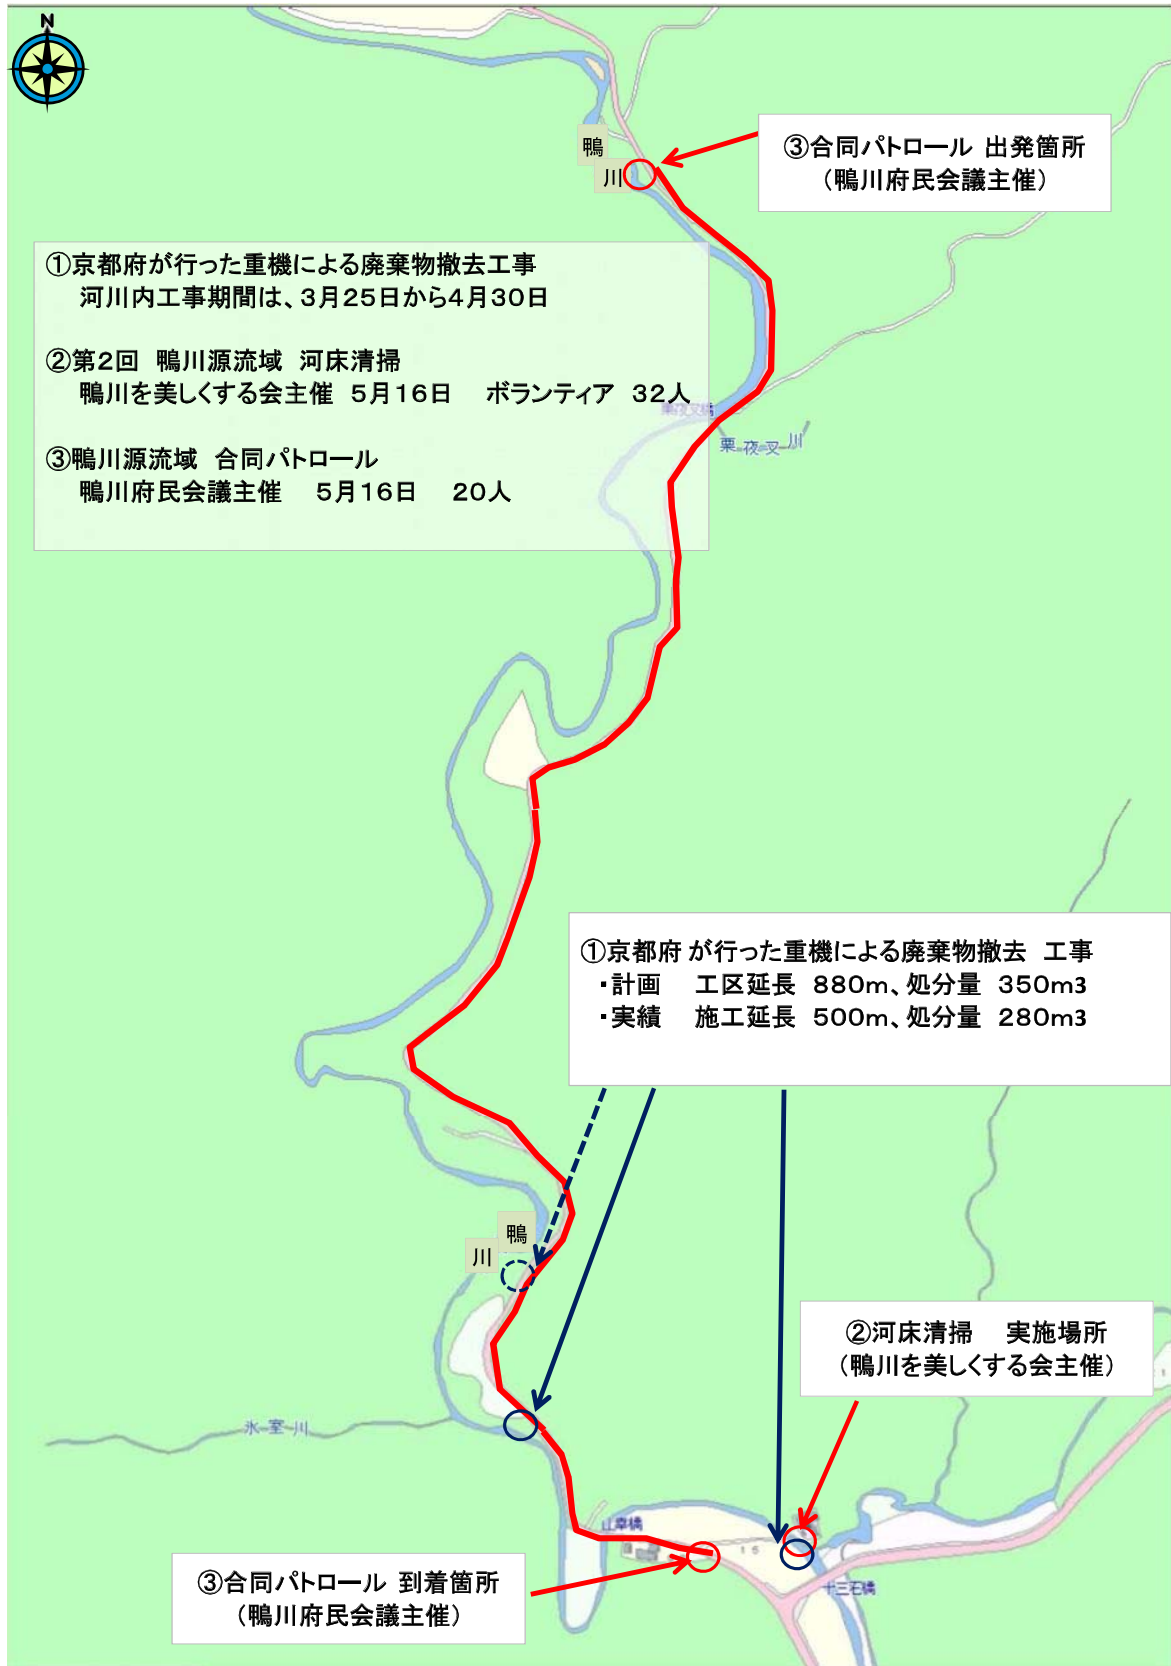 N
鴨
川
③合同パトロール 出発箇所
（鴨川府民会議主催）
①京都府が行った重機による廃棄物撤去工事
河川内工事期間は、3月25日から4月30日
②第2回 鴨川源流域 河床清掃
鴨川を美しくする会主催 5月16日 ボランティア 32人
③鴨川源流域 合同パトロール
鴨川府民会議主催 5月16日 20人
栗夜叉橋
栗夜叉川
①京都府が行った重機による廃棄物撤去 工事
・計画 工区延長 880m、処分量 350m3
・実績 施工延長 500m、処分量 280m3
鴨
川
②河床清掃 実施場所
（鴨川を美しくする会主催）
氷室川
山幸橋
十三石橋
③合同パトロール 到着箇所
（鴨川府民会議主催）